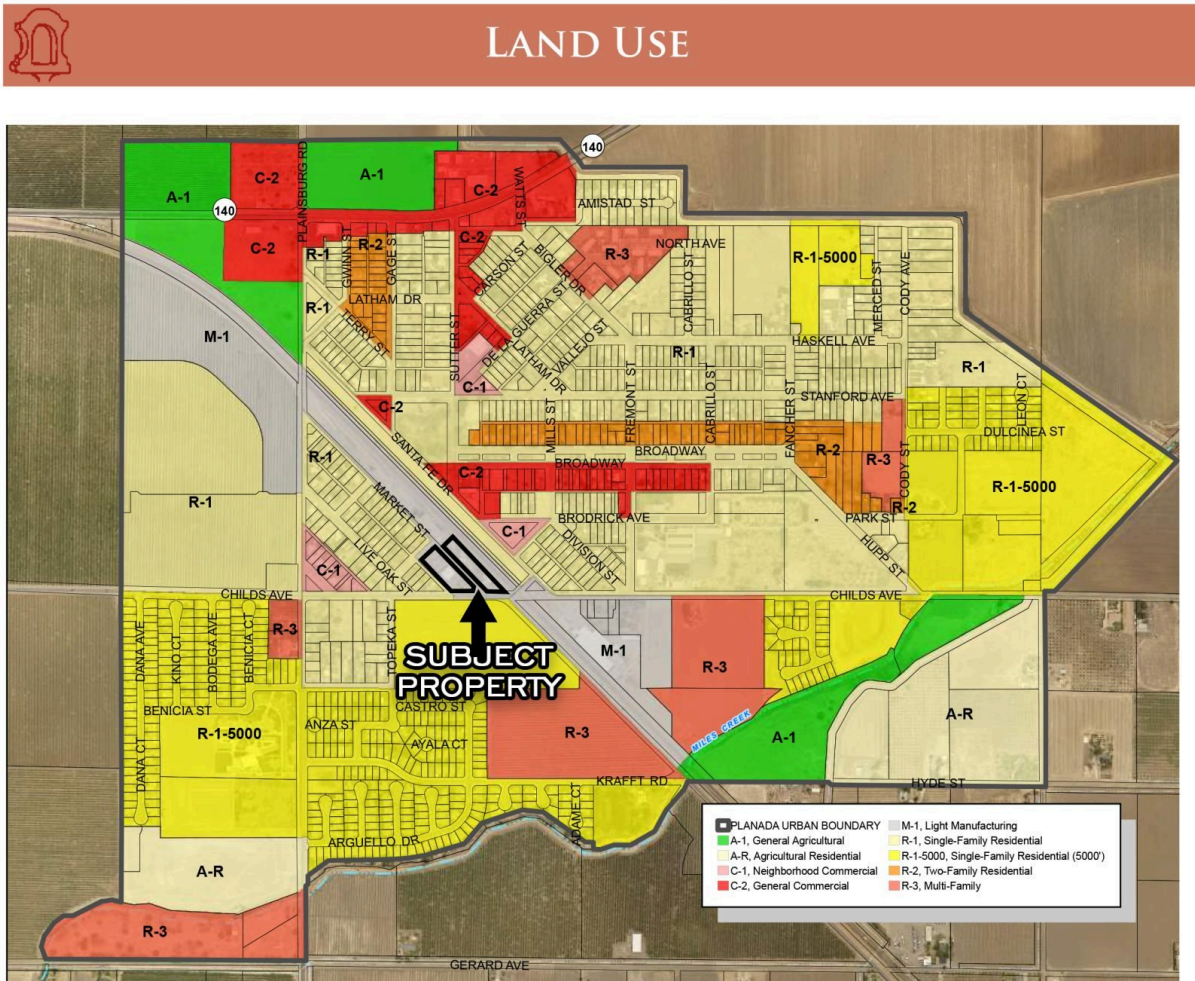 LAND USE
140
PLAINSBURG RD
A-1
C-2
A-1
C-2
WATTS ST
140
AMISTAD ST
C-2
R-1
GWINN ST
R-2
GAGE ST
C-2
CARSON ST
BIGLER DR
R-3
NORTH AVE
R-1-5000
MERCED ST
CODY AVE
R-1
LATHAM DR
TERRY ST
SUTTER ST
DE LA GUERRA ST
LATHAM DR
VALLEJO ST
CABRILLO ST
HASKELL AVE
M-1
C-1
R-1
R-1
C-2
MILLS ST
FREMONT ST
CABRILLO ST
FANCHER ST
STANFORD AVE
LEON CT
DULCINEA ST
SANTA FE DR
R-1
C-2
BROADWAY
BROADWAY
R-2
R-3
CODY ST
R-1-5000
R-1
MARKET ST
C-1
BRODRICK AVE
PARK ST
R-2
DIVISION ST
HUPP ST
C-1
LIVE OAK ST
CHILDS AVE
CHILDS AVE
DANA AVE
KINO CT
BODEGA AVE
BENICIA CT
R-3
TOPEKA ST
SUBJECT
PROPERTY
M-1
R-3
BENICIA ST
R-1-5000
ANZA ST
CASTRO ST
AYALA CT
R-3
MILES CREEK
A-1
A-R
DANA CT
KRAFFT RD
HYDE ST
ARGUELLO DR
ADAME CT
A-R
R-3
GERARD AVE
PLANADA URBAN BOUNDARY
A-1, General Agricultural
A-R, Agricultural Residential
C-1, Neighborhood Commercial
C-2, General Commercial
M-1, Light Manufacturing
R-1, Single-Family Residential
R-1-5000, Single-Family Residential (5000')
R-2, Two-Family Residential
R-3, Multi-Family